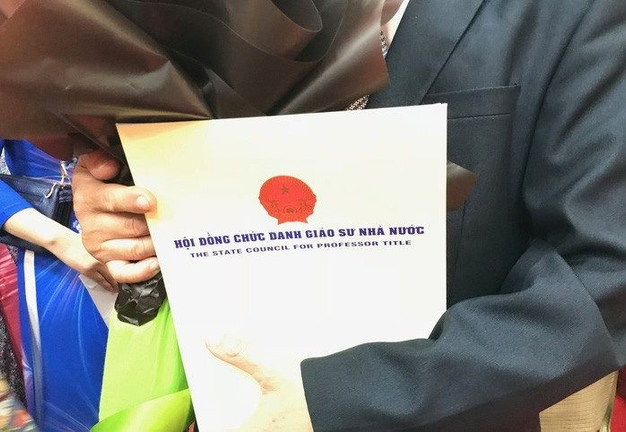 HỘI ĐỒNG CHỨC DANH GIÁO SƯ NHÀ NƯỚC
THE STATE COUNCIL FOR PROFESSOR TITLE